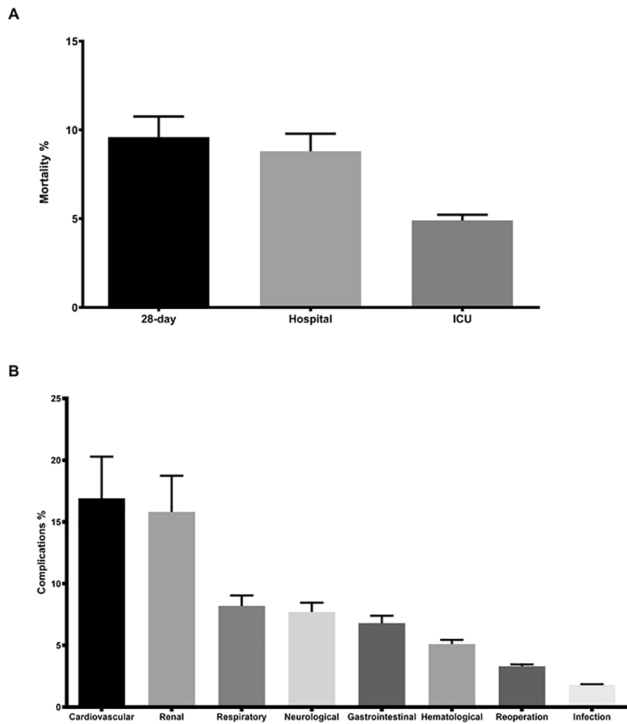 A
15
10
5
0
Mortality %
28-day Hospital ICU
B
25
20
15
10
5
0
Complications %
Cardiovascular Renal Respiratory Neurological Gastrointestinal Hematological Reoperation Infection